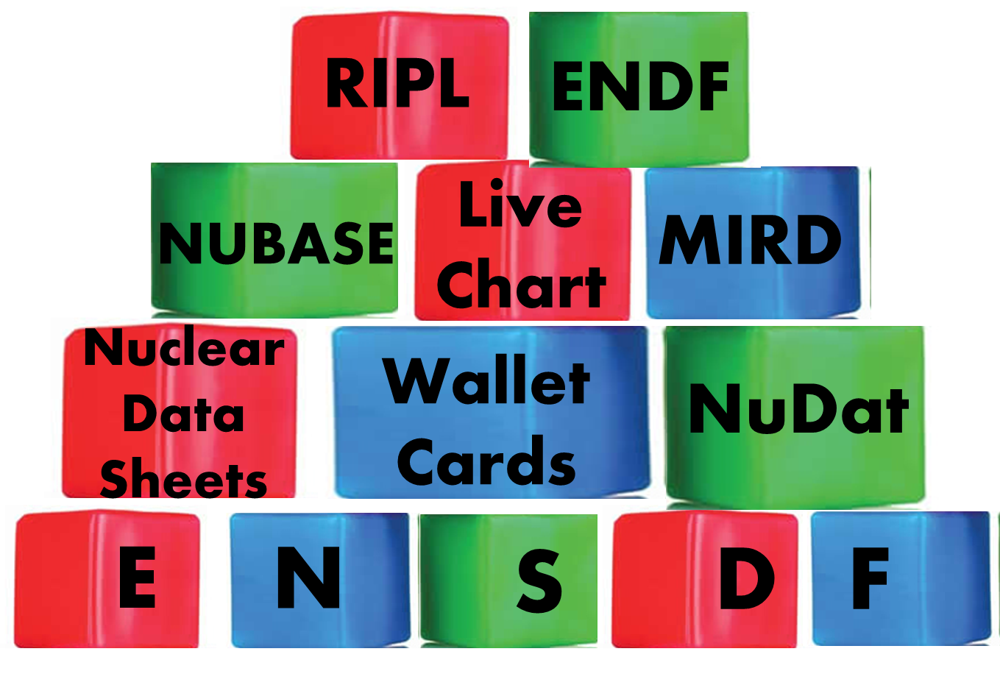 RIPL ENDF
NUBASE Live Chart MIRD
Nuclear Data Sheets Wallet Cards NuDat
E N S D F